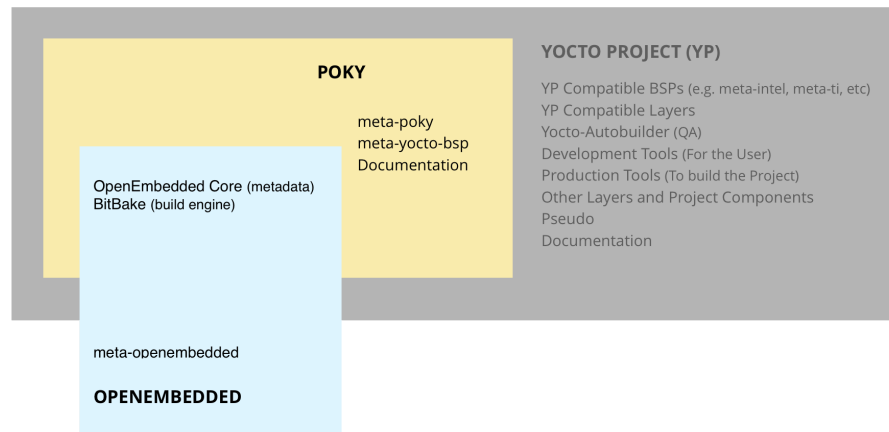 POKY
meta-poky
meta-yocto-bsp
Documentation
OpenEmbedded Core (metadata)
BitBake (build engine)
meta-openembedded
OPENEMBEDDED
YOCTO PROJECT (YP)
YP Compatible BSPs (e.g. meta-intel, meta-ti, etc)
YP Compatible Layers
Yocto-Autobuilder (QA)
Development Tools (For the User)
Production Tools (To build the Project)
Other Layers and Project Components
Pseudo
Documentation